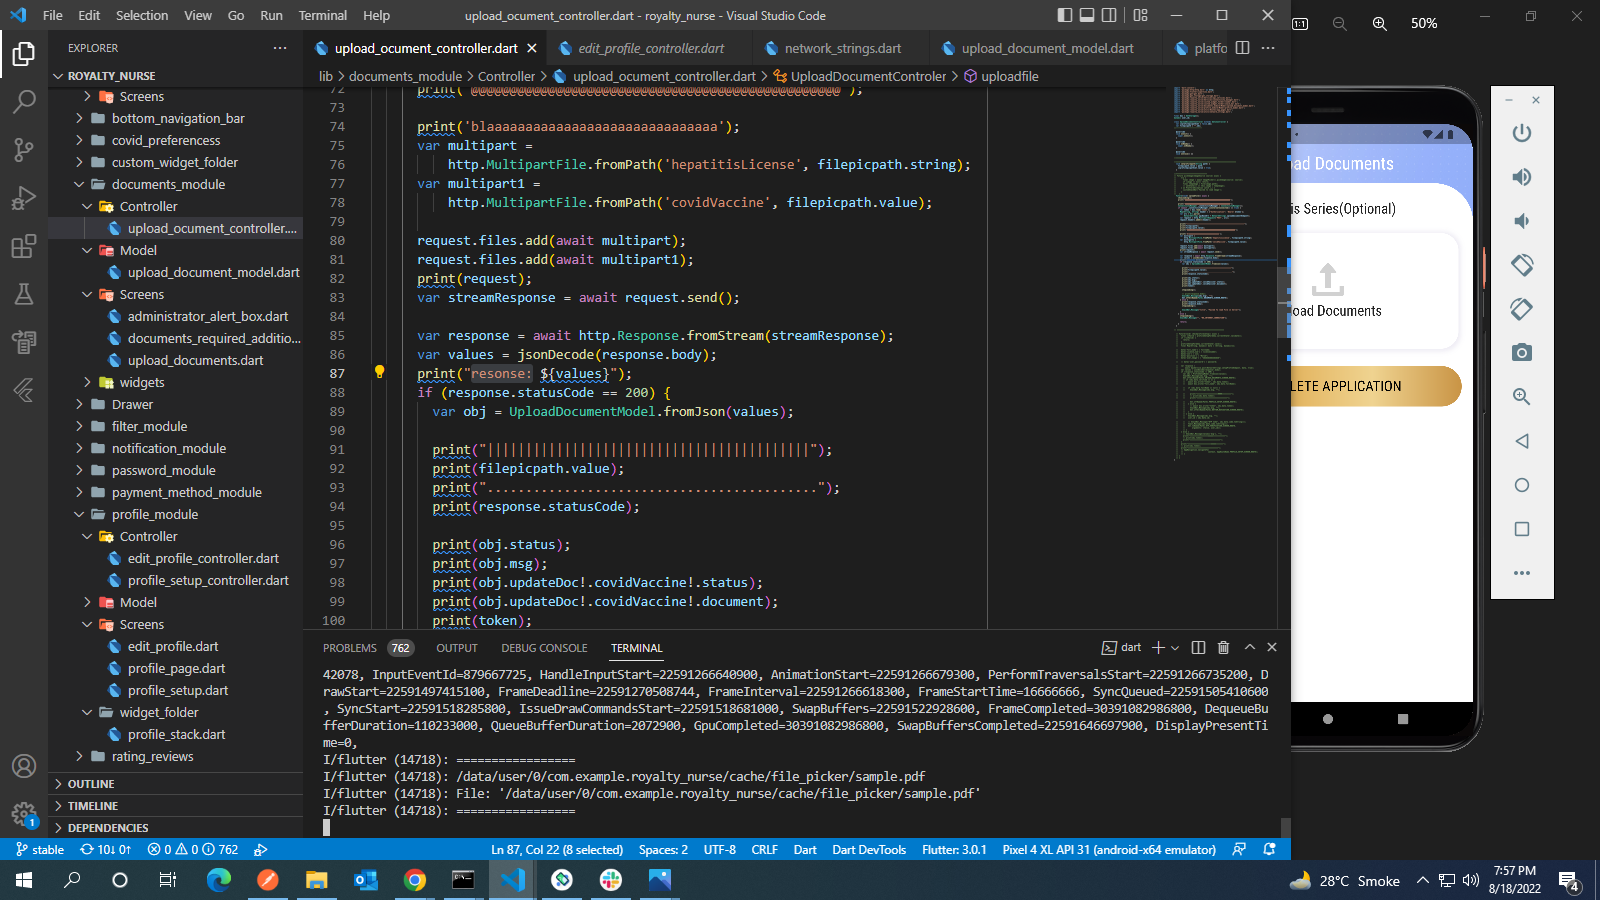 File Edit Selection View Go Run Terminal Help
upload_ocument_controller.dart - royalty_nurse - Visual Studio Code
1:1
50%
EXPLORER
ROYALTY_NURSE
Screens
bottom_navigation_bar
covid_preferencess
custom_widget_folder
documents_module
Controller
upload_ocument_controller....
Model
upload_document_model.dart
Screens
administrator_alert_box.dart
documents_required_additio...
upload_documents.dart
widgets
Drawer
filter_module
notification_module
password_module
payment_method_module
profile_module
Controller
edit_profile_controller.dart
profile_setup_controller.dart
Model
Screens
edit_profile.dart
profile_page.dart
profile_setup.dart
widget_folder
profile_stack.dart
rating_reviews
OUTLINE
TIMELINE
DEPENDENCIES
1
upload_ocument_controller.dart
edit_profile_controller.dart
network_strings.dart
upload_document_model.dart
platfo
lib > documents_module > Controller > upload_ocument_controller.dart > UploadDocumentControler > uploadfile
73
74 print('blaaaaaaaaaaaaaaaaaaaaaaaaaaaaaa');
75 var multipart =
76 http.MultipartFile.fromPath('hepatitisLicense', filepicpath.string);
77 var multipart1 =
78 http.MultipartFile.fromPath('covidVaccine', filepicpath.value);
79
80 request.files.add(await multipart);
81 request.files.add(await multipart1);
82 print(request);
83 var streamResponse = await request.send();
84
85 var response = await http.Response.fromStream(streamResponse);
86 var values = jsonDecode(response.body);
87 print("resonse: ${values}");
88 if (response.statusCode == 200) {
89 var obj = UploadDocumentModel.fromJson(values);
90
91 print("||||||||||||||||||||||||||||||||||||||||||");
92 print(filepicpath.value);
93 print("...........................................");
94 print(response.statusCode);
95
96 print(obj.status);
97 print(obj.msg);
98 print(obj.updateDoc!.covidVaccine!.status);
99 print(obj.updateDoc!.covidVaccine!.document);
100 print(token);
PROBLEMS 762 OUTPUT DEBUG CONSOLE TERMINAL
dart
42078, InputEventId=879667725, HandleInputStart=22591266640900, AnimationStart=22591266679300, PerformTraversalsStart=22591266735200, D
rawStart=22591497415100, FrameDeadline=22591270508744, FrameInterval=22591266618300, FrameStartTime=16666666, SyncQueued=22591505410600
, SyncStart=22591518285800, IssueDrawCommandsStart=22591518681000, SwapBuffers=22591522928600, FrameCompleted=30391082986800, DequeueBu
fferDuration=110233000, QueueBufferDuration=2072900, GpuCompleted=30391082986800, SwapBuffersCompleted=22591646697900, DisplayPresentTi
me=0,
I/flutter (14718): =================
I/flutter (14718): /data/user/0/com.example.royalty_nurse/cache/file_picker/sample.pdf
I/flutter (14718): File: '/data/user/0/com.example.royalty_nurse/cache/file_picker/sample.pdf'
I/flutter (14718): =================
ad Documents
is Series(Optional)
oad Documents
LETE APPLICATION
stable 10↓ 0↑ 0 0 762
Ln 87, Col 22 (8 selected) Spaces: 2 UTF-8 CRLF Dart Dart DevTools Flutter: 3.0.1 Pixel 4 XL API 31 (android-x64 emulator)
28°C Smoke
7:57 PM
8/18/2022
4